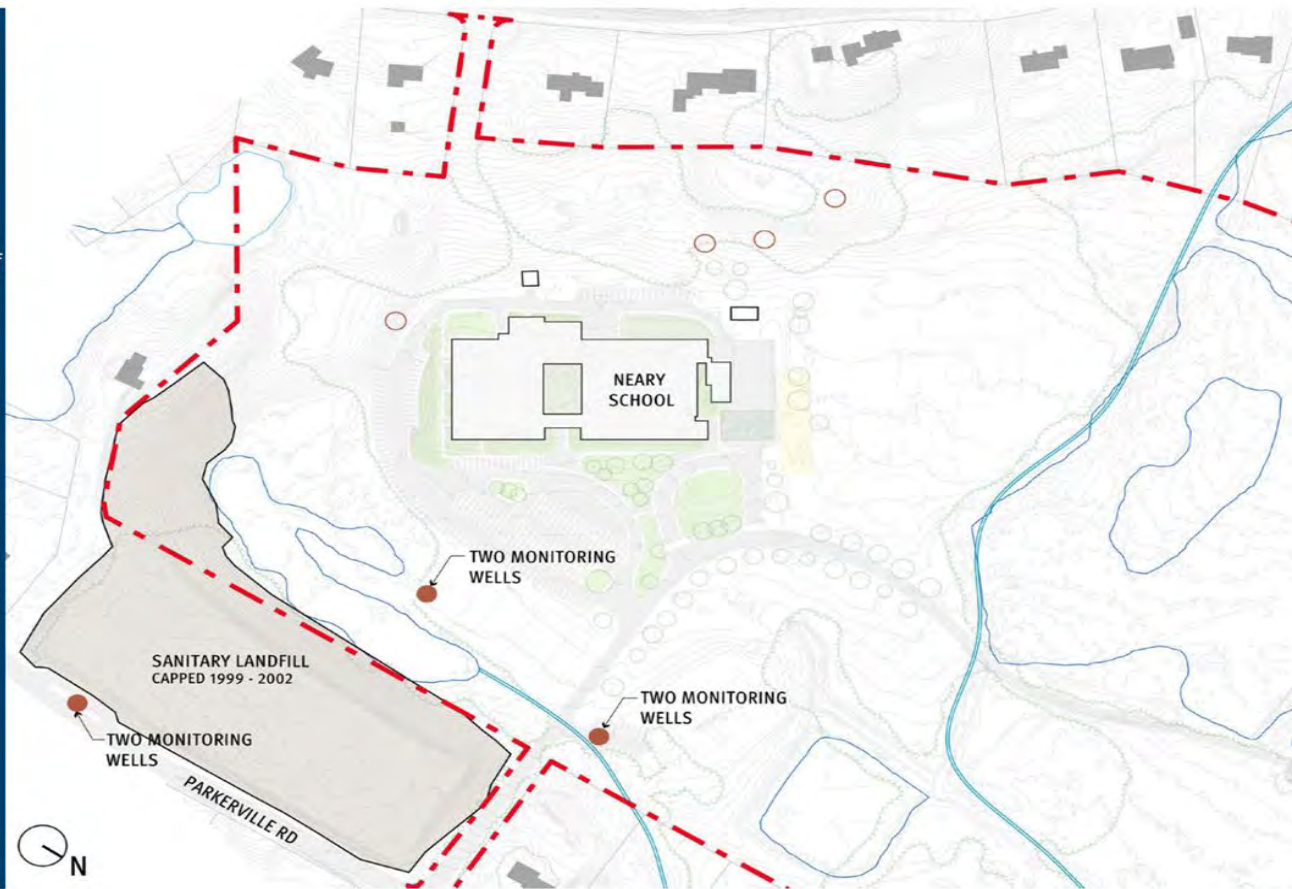 NEARY
SCHOOL
TWO MONITORING
WELLS
SANITARY LANDFILL
CAPPED 1999 - 2002
TWO MONITORING
WELLS
TWO MONITORING
WELLS
PARKERVILLE RD
N